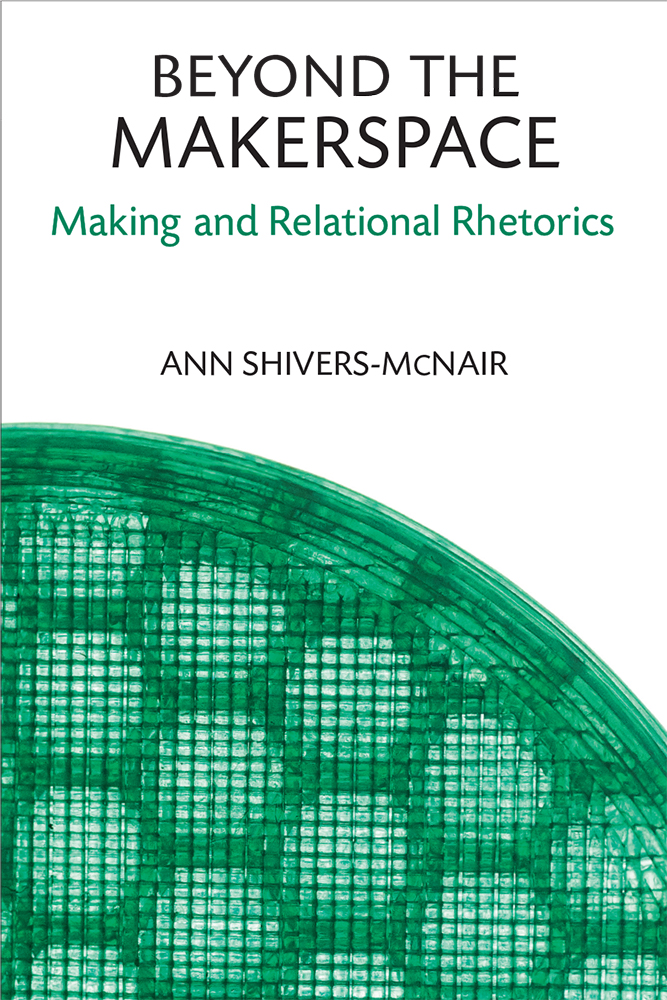 BEYOND THE
MAKERSPACE
Making and Relational Rhetorics
ANN SHIVERS-McNAIR